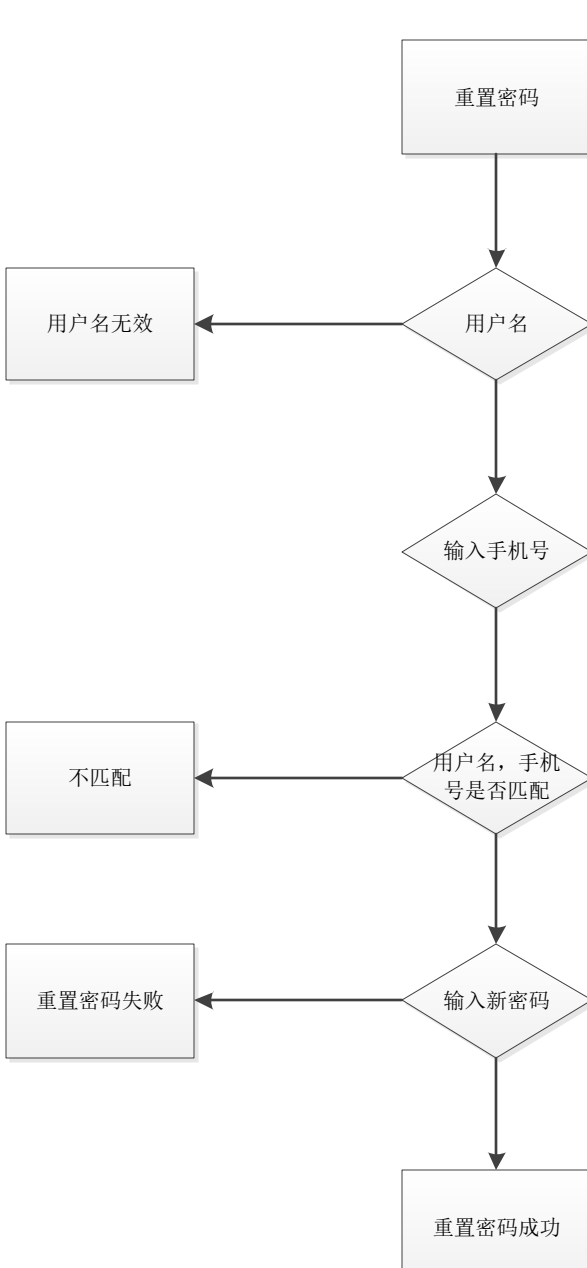 重置密码
用户名无效
用户名
输入手机号
不匹配
用户名，手机
号是否匹配
重置密码失败
输入新密码
重置密码成功